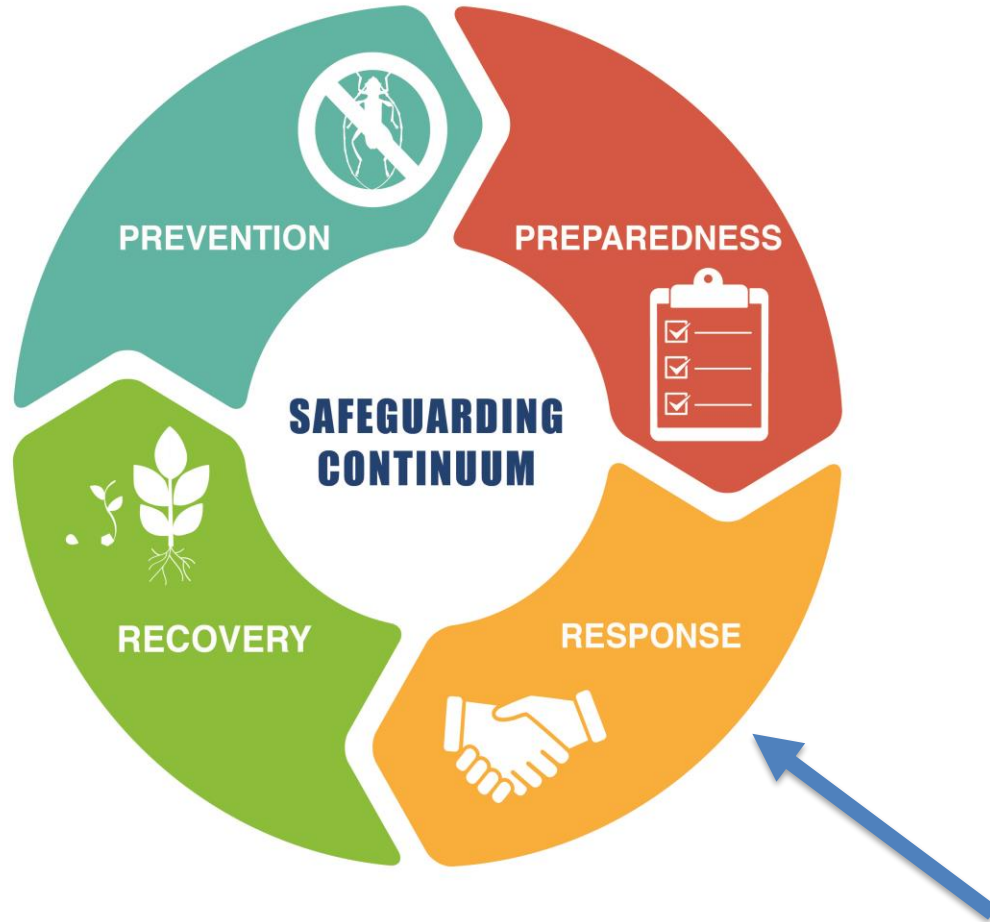 PREVENTION
PREPAREDNESS
SAFEGUARDING
CONTINUUM
RECOVERY
RESPONSE